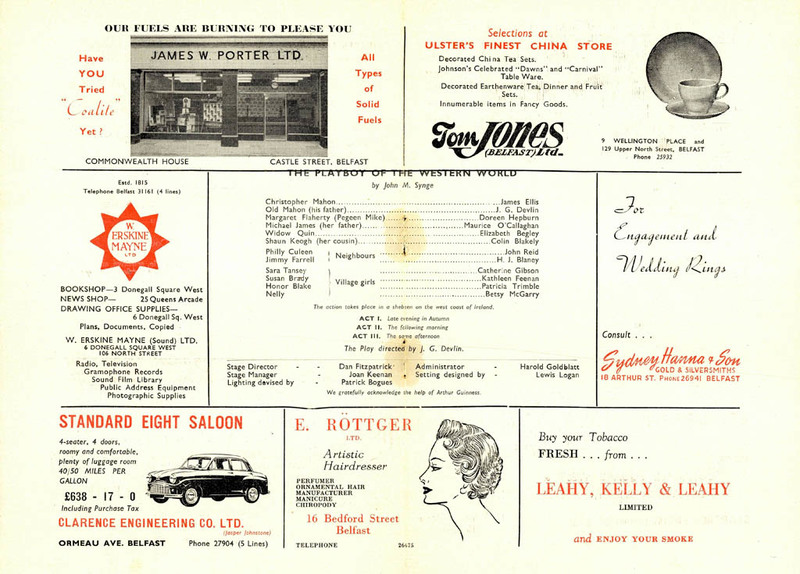 OUR FUELS ARE BURNING TO PLEASE YOU
Have
YOU
Tried
"Coalite"
Yet ?
JAMES W. PORTER LTD.
All
Types
of
Solid
Fuels
COMMONWEALTH HOUSE
CASTLE STREET, BELFAST
Selections at
ULSTER'S FINEST CHINA STORE
Decorated China Tea Sets.
Johnson's Celebrated "Dawns" and "Carnival"
Table Ware.
Decorated Earthenware Tea, Dinner and Fruit
Sets.
Innumerable items in Fancy Goods.
Tom JONES
(BELFAST) Ltd.
9 WELLINGTON PLACE and
129 Upper North Street, BELFAST
Phone 25932
Estd. 1815
Telephone Belfast 31161 (4 lines)
W.
ERSKINE
MAYNE
LTD
BOOKSHOP—3 Donegall Square West
NEWS SHOP— 25 Queens Arcade
DRAWING OFFICE SUPPLIES—
6 Donegall Sq. West
Plans, Documents, Copied
W. ERSKINE MAYNE (Sound) LTD.
6 DONEGALL SQUARE WEST
106 NORTH STREET
Radio, Television
Gramophone Records
Sound Film Library
Public Address Equipment
Photographic Supplies
THE PLAYBOY OF THE WESTERN WORLD
by John M. Synge
Christopher Mahon James Ellis
Old Mahon (his father) J. G. Devlin
Margaret Flaherty (Pegeen Mike) Doreen Hepburn
Michael James (her father) Maurice O'Callaghan
Widow Quin Elizabeth Begley
Shaun Keogh (her cousin) Colin Blakely
Philly Culeen } Neighbours John Reid
Jimmy Farrell } H. J. Blaney
Sara Tansey Catherine Gibson
Susan Brady } Village girls Kathleen Feenan
Honor Blake Patricia Trimble
Nelly Betsy McGarry
The action takes place in a shebeen on the west coast of Ireland.
ACT I. Late evening in Autumn
ACT II. The following morning
ACT III. The same afternoon
The Play directed by J. G. Devlin.
Stage Director - - Dan Fitzpatrick Administrator - Harold Goldblatt
Stage Manager - - Joan Keenan Setting designed by - Lewis Logan
Lighting devised by - Patrick Bogues
We gratefully acknowledge the help of Arthur Guinness.
For
Engagement and
Wedding Rings
Consult . . .
Sydney Hanna & Son
GOLD & SILVERSMITHS.
18 ARTHUR ST. PHONE 26941 BELFAST
STANDARD EIGHT SALOON
4-seater, 4 doors,
roomy and comfortable,
plenty of luggage room
40/50 MILES PER
GALLON
£638 - 17 - 0
Including Purchase Tax
CLARENCE ENGINEERING CO. LTD.
(Jasper Johnstone)
ORMEAU AVE. BELFAST Phone 27904 (5 Lines)
E. RÖTTGER
LTD.
Artistic
Hairdresser
PERFUMER
ORNAMENTAL HAIR
MANUFACTURER
MANICURE
CHIROPODY
16 Bedford Street
Belfast
TELEPHONE 26675
Buy your Tobacco
FRESH . . . from . . .
LEAHY, KELLY & LEAHY
LIMITED
and ENJOY YOUR SMOKE